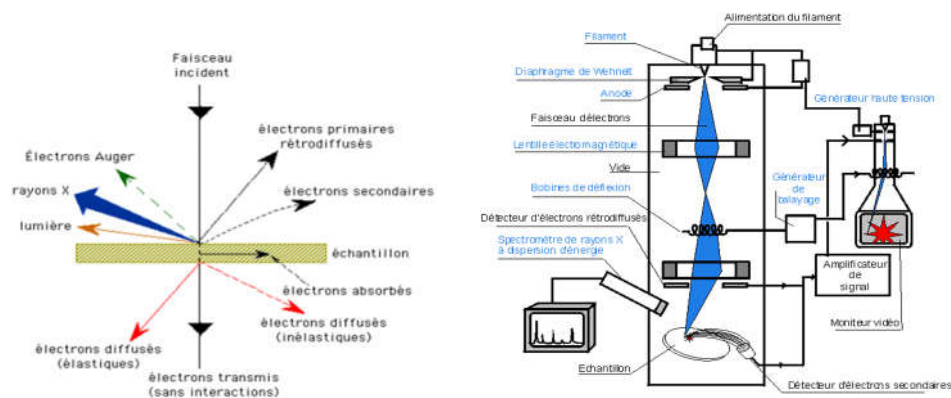 Faisceau
incident
électrons primaires
rétrodiffusés
Électrons Auger
rayons X
électrons secondaires
lumière
échantillon
électrons absorbés
électrons diffusés
(inélastiques)
électrons diffusés
(élastiques)
électrons transmis
(sans interactions)
Alimentation du filament
Filament
Diaphragme de Wehnelt
Anode
Générateur haute tension
Faisceau d'électrons
Lentille électromagnétique
Vide
Bobines de déflexion
Générateur
de
balayage
Détecteur d'électrons rétrodiffusés
Spectromètre de rayons X
à dispersion d'énergie
Amplificateur
de
signal
Moniteur vidéo
Echantillon
Détecteur d'électrons secondaires